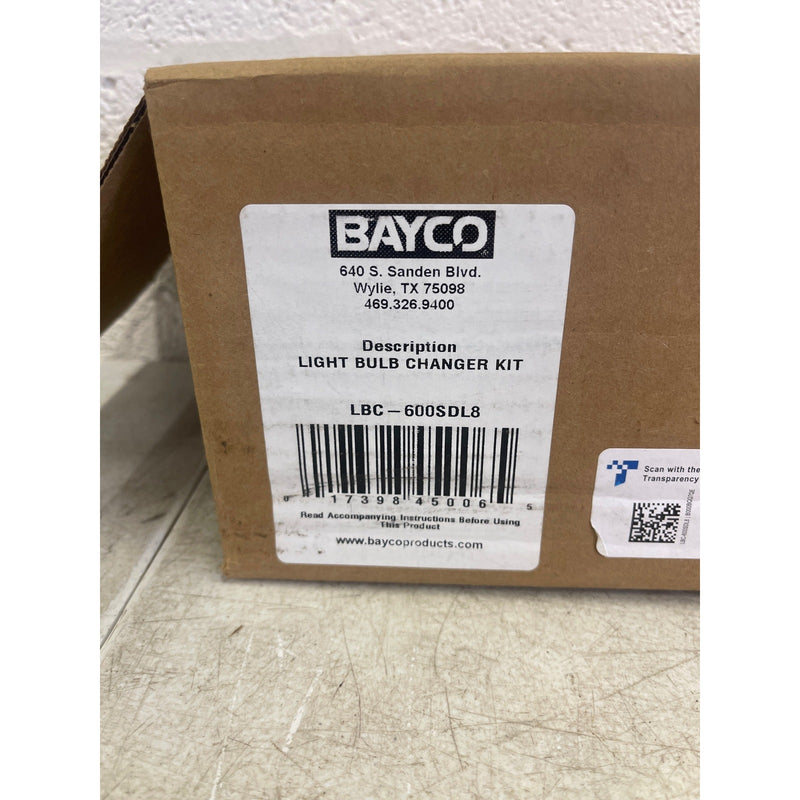 BAYCO
640 S. Sanden Blvd.
Wylie, TX 75098
469.326.9400
Description
LIGHT BULB CHANGER KIT
LBC-600SDL8
0 17398 45006 5
Read Accompanying Instructions Before Using
This Product
www.baycoproducts.com
Scan with the
Transparency